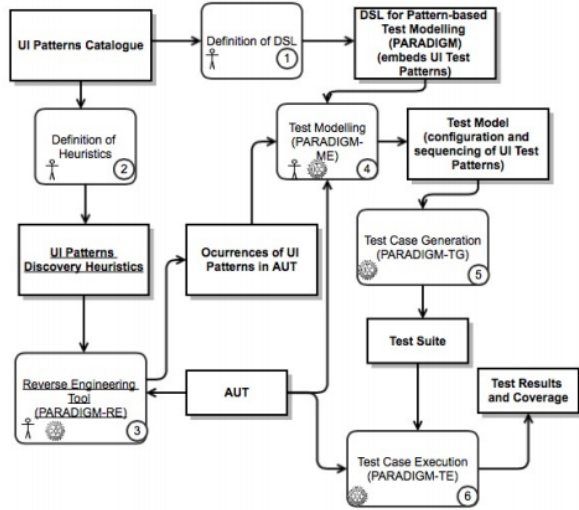 UI Patterns Catalogue
Definition of DSL
1
DSL for Pattern-based
Test Modelling
(PARADIGM)
(embeds UI Test
Patterns)
Definition of
Heuristics
2
Test Modelling
(PARADIGM-
ME)
4
Test Model
(configuration and
sequencing of UI Test
Patterns)
UI Patterns
Discovery Heuristics
Ocurrences of UI
Patterns in AUT
Test Case Generation
(PARADIGM-TG)
5
Reverse Engineering
Tool
(PARADIGM-RE)
3
AUT
Test Suite
Test Results
and Coverage
Test Case Execution
(PARADIGM-TE)
6